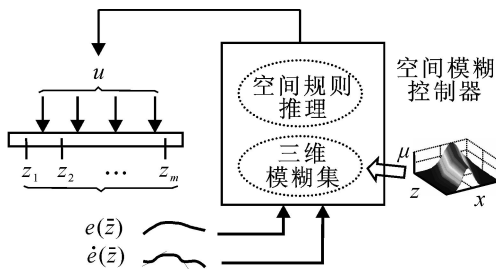 u
z₁ z₂ … zₘ
空间规则
推理
三维
模糊集
空间模糊
控制器
μ
z
x
e(z̄)
ė(z̄)